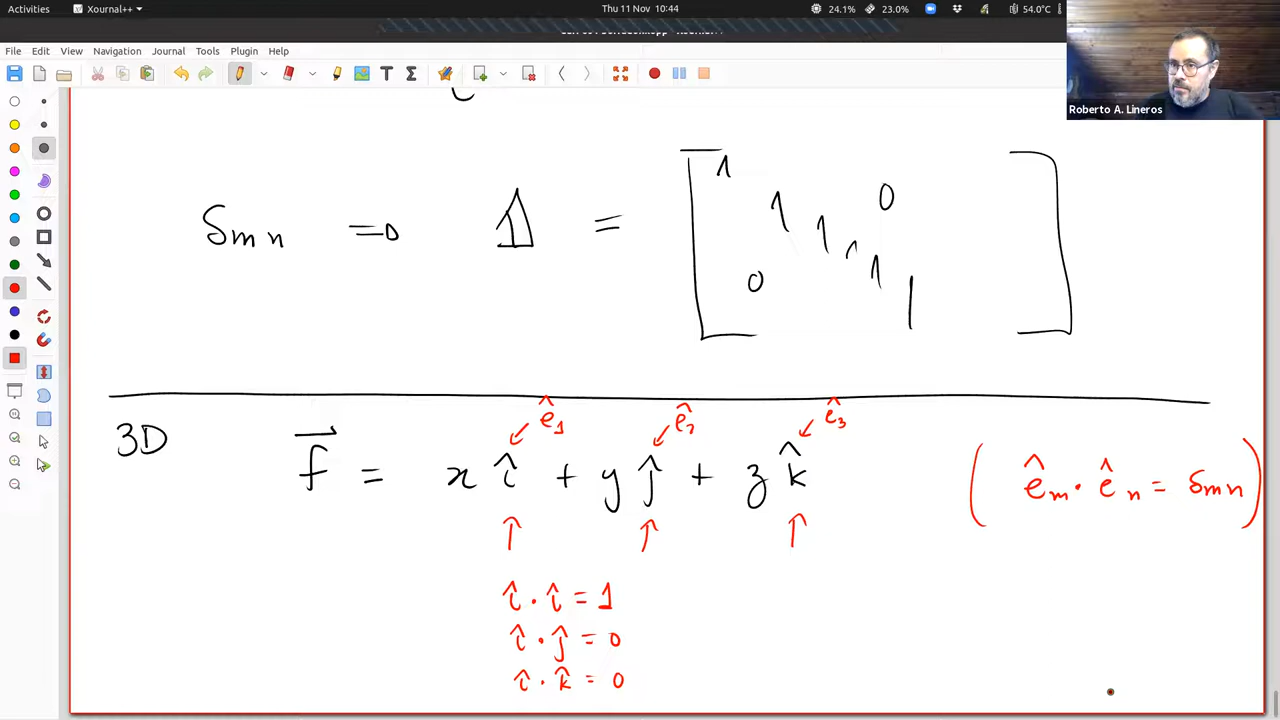 Activities Xournal++ Thu 11 Nov 10:44 24.1% 23.0% 54.0°C
File Edit View Navigation Journal Tools Plugin Help
Roberto A. Lineros
δmn ⇒ 𝟙 = [ 1 1 1 1 1 0 0 ]
ê1 ê2 ê3
3D f⃗ = x î + y ĵ + z k̂ ( êm · ên = δmn )
î · î = 1
î · ĵ = 0
î · k̂ = 0